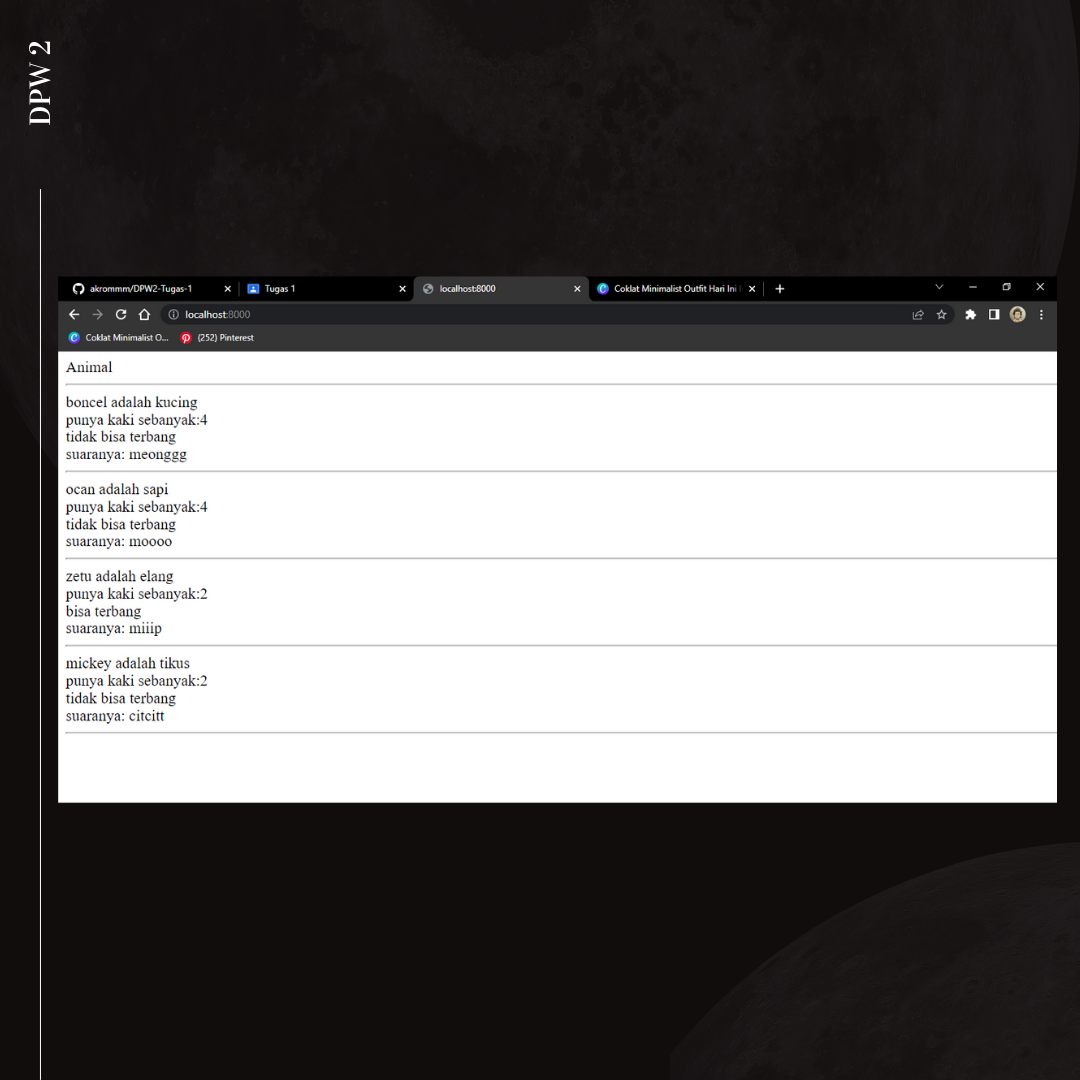 DPW 2
akrommm/DPW2-Tugas-1
Tugas 1
localhost:8000
Coklat Minimalist Outfit Hari Ini
localhost:8000
Coklat Minimalist O...
(252) Pinterest
Animal
boncel adalah kucing
punya kaki sebanyak:4
tidak bisa terbang
suaranya: meonggg
ocan adalah sapi
punya kaki sebanyak:4
tidak bisa terbang
suaranya: moooo
zetu adalah elang
punya kaki sebanyak:2
bisa terbang
suaranya: miiip
mickey adalah tikus
punya kaki sebanyak:2
tidak bisa terbang
suaranya: citcitt